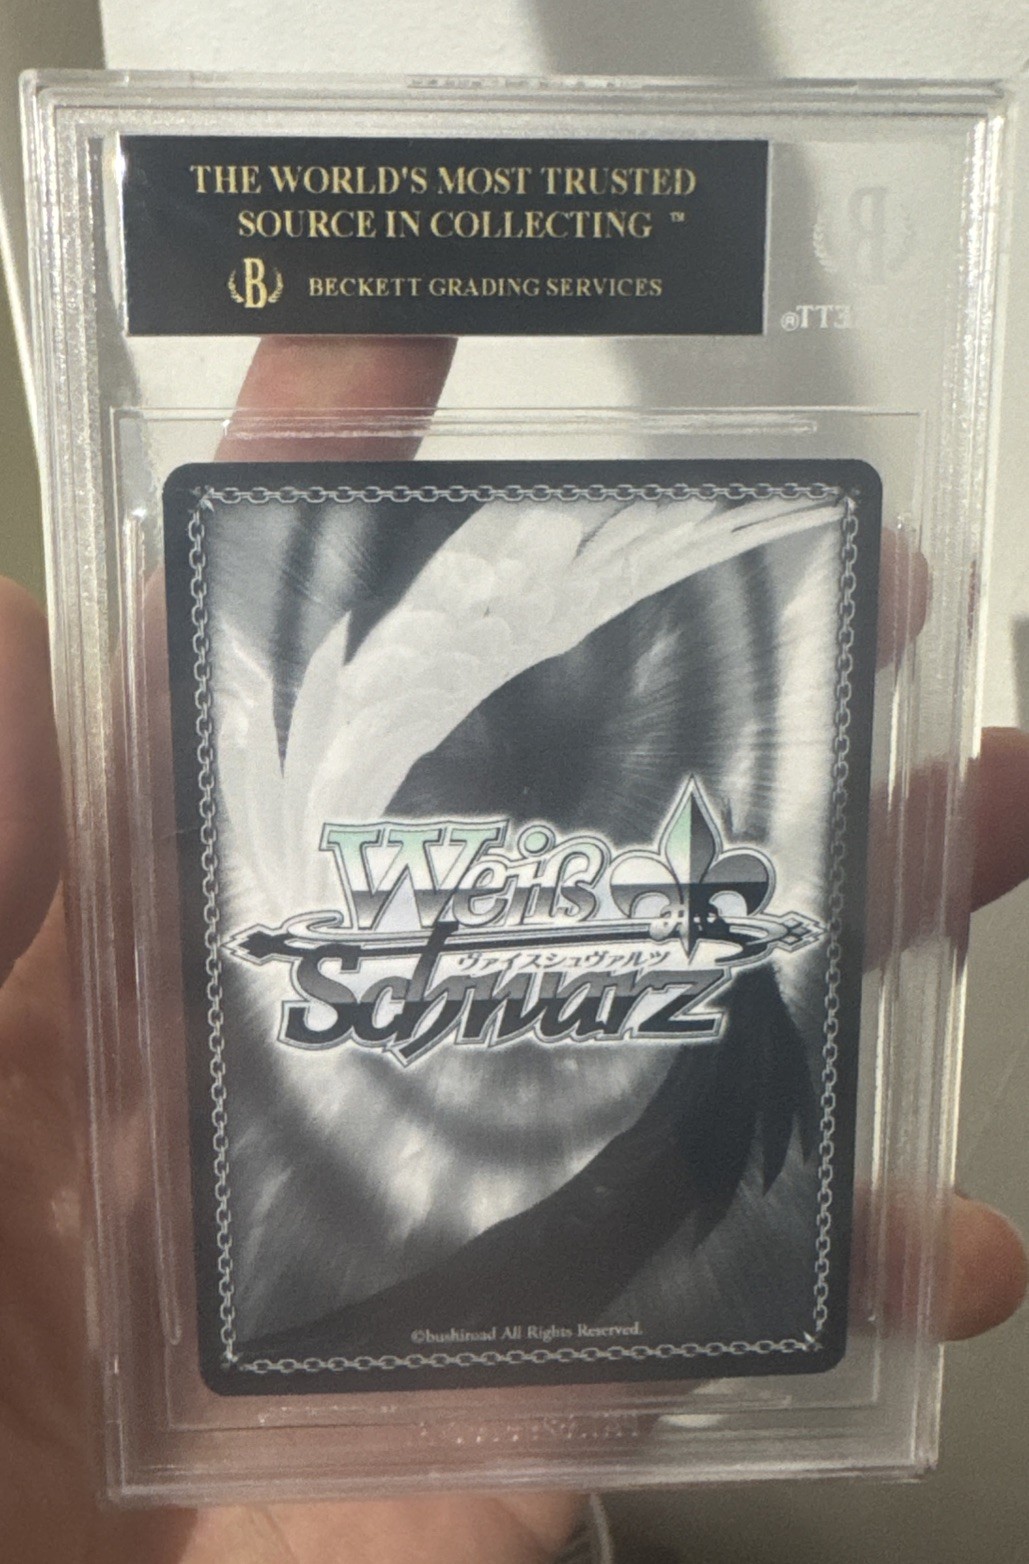 THE WORLD'S MOST TRUSTED
SOURCE IN COLLECTING ™
B BECKETT GRADING SERVICES
B
Weiß
ヴァイスシュヴァルツ
Schwarz
©bushiroad All Rights Reserved.